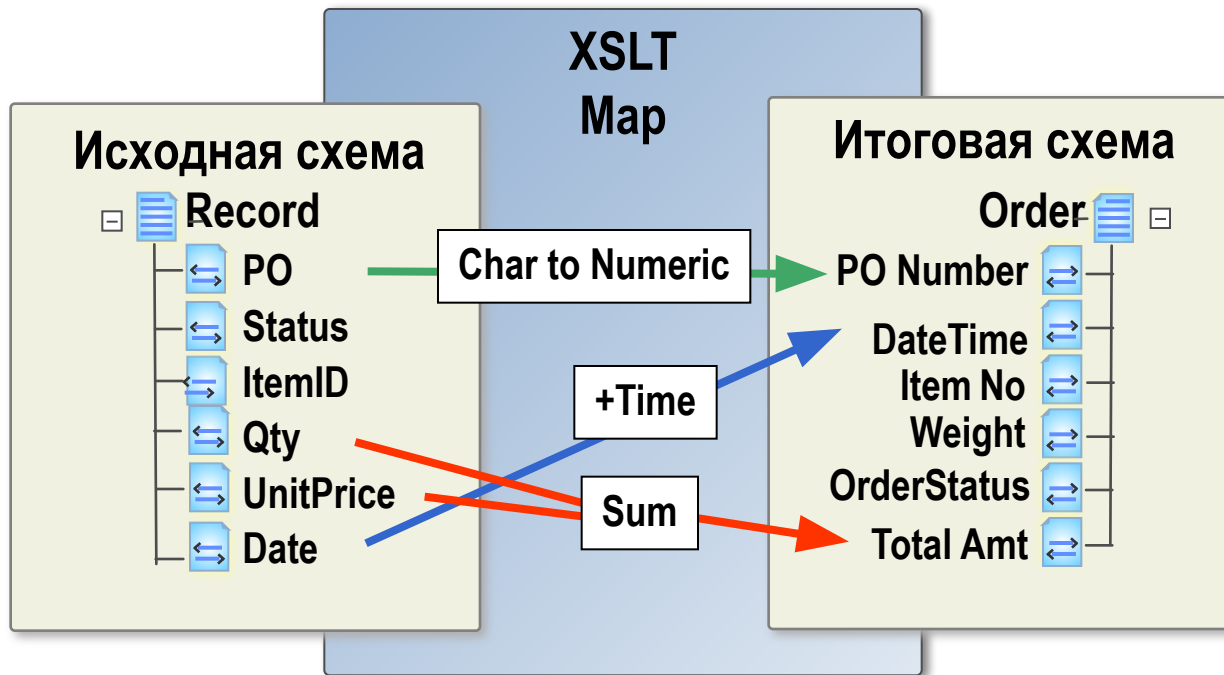 XSLT
Map
Исходная схема
Record
PO
Status
ItemID
Qty
UnitPrice
Date
Char to Numeric
+Time
Sum
Итоговая схема
Order
PO Number
DateTime
Item No
Weight
OrderStatus
Total Amt